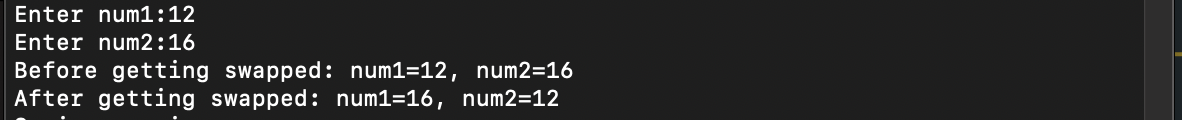 Enter num1:12
Enter num2:16
Before getting swapped: num1=12, num2=16
After getting swapped: num1=16, num2=12